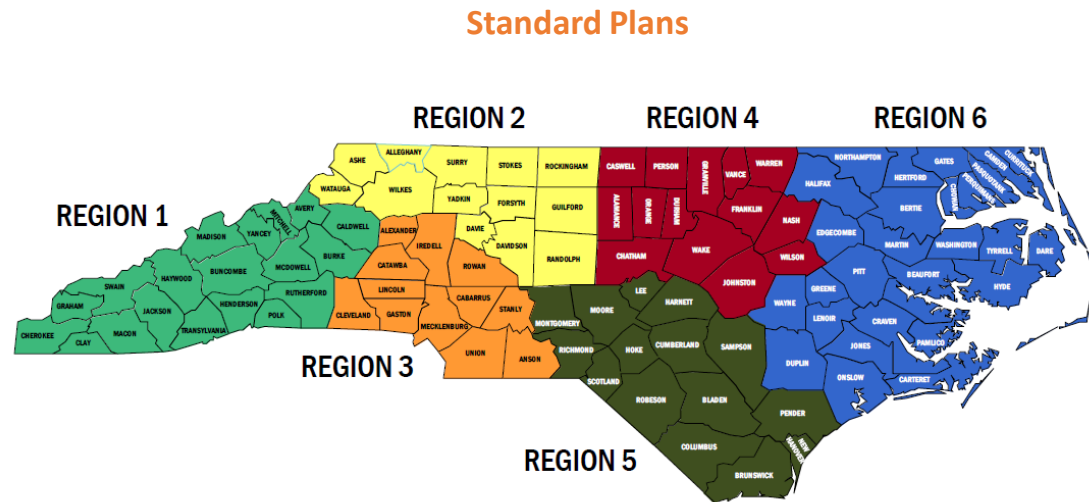 Standard Plans
REGION 2
REGION 4
REGION 6
REGION 1
REGION 3
REGION 5
ASHE
ALLEGHANY
SURRY
STOKES
ROCKINGHAM
WATAUGA
WILKES
YADKIN
FORSYTH
GUILFORD
DAVIE
DAVIDSON
RANDOLPH
CASWELL
PERSON
GRANVILLE
VANCE
WARREN
ALAMANCE
ORANGE
DURHAM
FRANKLIN
NASH
WAKE
WILSON
CHATHAM
JOHNSTON
NORTHAMPTON
GATES
CAMDEN
CURRITUCK
PASQUOTANK
PERQUIMANS
HERTFORD
HALIFAX
CHOWAN
BERTIE
EDGECOMBE
MARTIN
WASHINGTON
TYRRELL
DARE
PITT
BEAUFORT
HYDE
WAYNE
GREENE
LENOIR
CRAVEN
PAMLICO
JONES
DUPLIN
ONSLOW
CARTERET
AVERY
MITCHELL
YANCEY
MADISON
CALDWELL
BURKE
MCDOWELL
BUNCOMBE
HAYWOOD
SWAIN
GRAHAM
JACKSON
HENDERSON
RUTHERFORD
POLK
TRANSYLVANIA
MACON
CLAY
CHEROKEE
ALEXANDER
IREDELL
CATAWBA
ROWAN
LINCOLN
CLEVELAND
GASTON
CABARRUS
STANLY
MECKLENBURG
UNION
ANSON
LEE
HARNETT
MOORE
MONTGOMERY
RICHMOND
HOKE
CUMBERLAND
SAMPSON
SCOTLAND
ROBESON
BLADEN
PENDER
COLUMBUS
NEW
HANOVER
BRUNSWICK